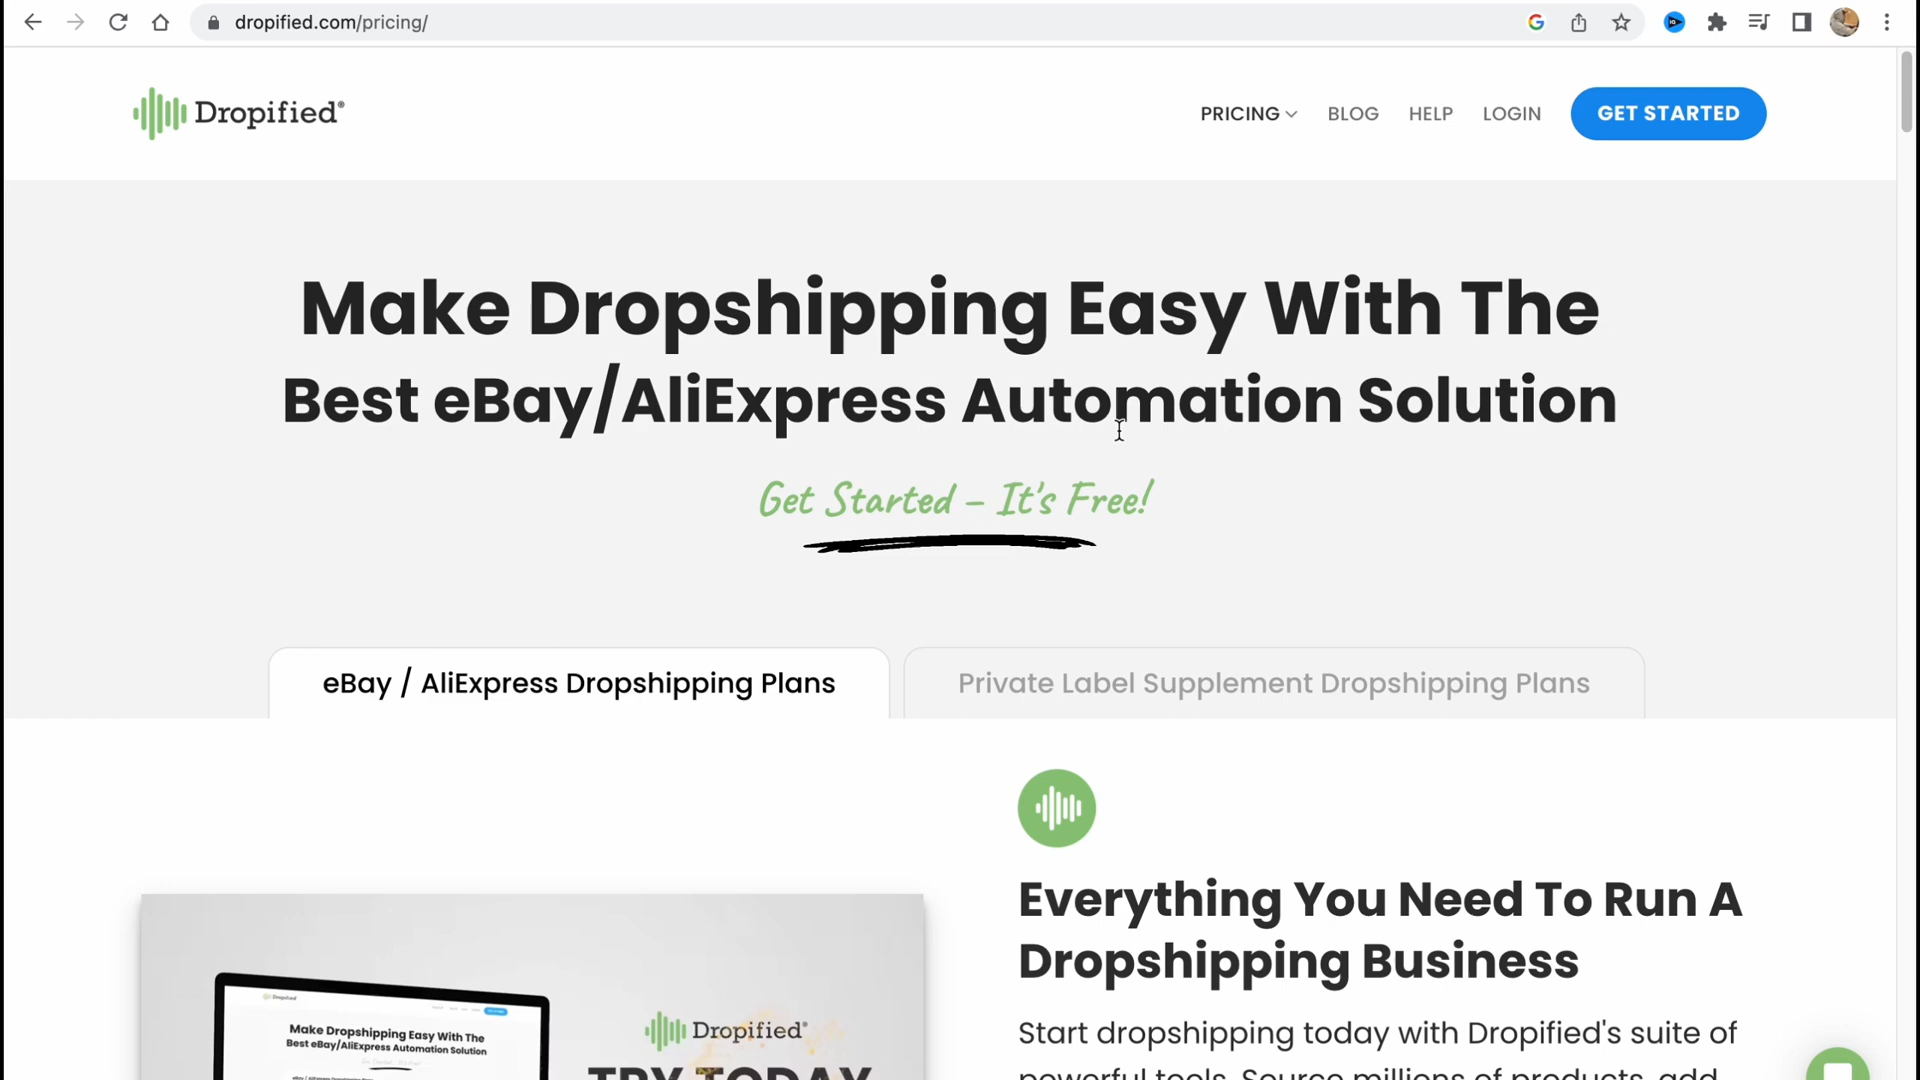 dropified.com/pricing/
Dropified®
PRICING
BLOG
HELP
LOGIN
GET STARTED
Make Dropshipping Easy With The
Best eBay/AliExpress Automation Solution
Get Started – It's Free!
eBay / AliExpress Dropshipping Plans
Private Label Supplement Dropshipping Plans
Everything You Need To Run A
Dropshipping Business
Start dropshipping today with Dropified's suite of
powerful tools. Source millions of products, add
Dropified
Make Dropshipping Easy With The
Best eBay/AliExpress Automation Solution
Dropified®
TRY TODAY